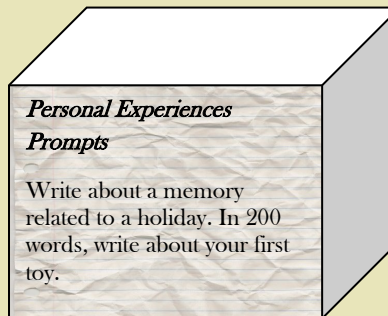 Personal Experiences
Prompts
Write about a memory
related to a holiday. In 200
words, write about your first
toy.